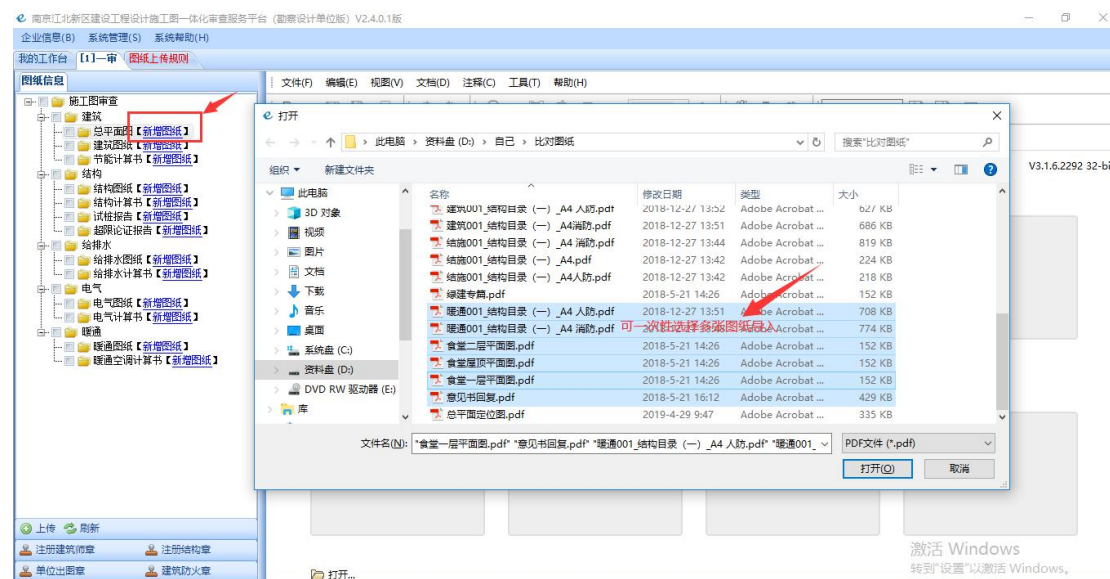 南京江北新区建设工程设计施工图一体化审查服务平台（勘察设计单位版）V2.4.0.1版
企业信息(B) 系统管理(S) 系统帮助(H)
我的工作台 [1]一审 图纸上传规则
图纸信息
文件(F) 编辑(E) 视图(V) 文档(D) 注释(C) 工具(T) 帮助(H)
施工图审查
建筑
总平面图【新增图纸】
建筑图纸【新增图纸】
节能计算书【新增图纸】
结构
结构图纸【新增图纸】
结构计算书【新增图纸】
试桩报告【新增图纸】
超限论证报告【新增图纸】
给排水
给排水图纸【新增图纸】
给排水计算书【新增图纸】
电气
电气图纸【新增图纸】
电气计算书【新增图纸】
暖通
暖通图纸【新增图纸】
暖通空调计算书【新增图纸】
上传 刷新
注册建筑师章 注册结构章
单位出图章 建筑防火章
打开
此电脑 › 资料盘 (D:) › 自己 › 比对图纸
搜索"比对图纸"
组织 新建文件夹
V3.1.6.2292 32-bi
此电脑
3D 对象
视频
图片
文档
下载
音乐
桌面
系统盘 (C:)
资料盘 (D:)
DVD RW 驱动器 (E:)
库
名称 修改日期 类型 大小
建筑001_结构目录（一）_A4 人防.pdf 2018-12-27 13:52 Adobe Acrobat ... 627 KB
建筑001_结构目录（一）_A4消防.pdf 2018-12-27 13:51 Adobe Acrobat ... 686 KB
结施001_结构目录（一）_A4 消防.pdf 2018-12-27 13:44 Adobe Acrobat ... 819 KB
结施001_结构目录（一）_A4.pdf 2018-12-27 13:42 Adobe Acrobat ... 224 KB
结施001_结构目录（一）_A4人防.pdf 2018-12-27 13:42 Adobe Acrobat ... 218 KB
绿建专篇.pdf 2018-5-21 14:26 Adobe Acrobat ... 152 KB
暖通001_结构目录（一）_A4 人防.pdf 2018-12-27 13:51 Adobe Acrobat ... 708 KB
暖通001_结构目录（一）_A4 消防.pdf Adobe Acrobat ... 774 KB
可一次性选择多张图纸导入
食堂二层平面图.pdf 2018-5-21 14:26 Adobe Acrobat ... 152 KB
食堂屋顶平面图.pdf 2018-5-21 14:26 Adobe Acrobat ... 152 KB
食堂一层平面图.pdf 2018-5-21 14:26 Adobe Acrobat ... 152 KB
意见书回复.pdf 2018-5-21 16:12 Adobe Acrobat ... 429 KB
总平面定位图.pdf 2019-4-29 9:47 Adobe Acrobat ... 335 KB
文件名(N): "食堂一层平面图.pdf" "意见书回复.pdf" "暖通001_结构目录（一）_A4 人防.pdf" "暖通001_ PDF文件 (*.pdf)
打开(O) 取消
打开...
激活 Windows
转到"设置"以激活 Windows。